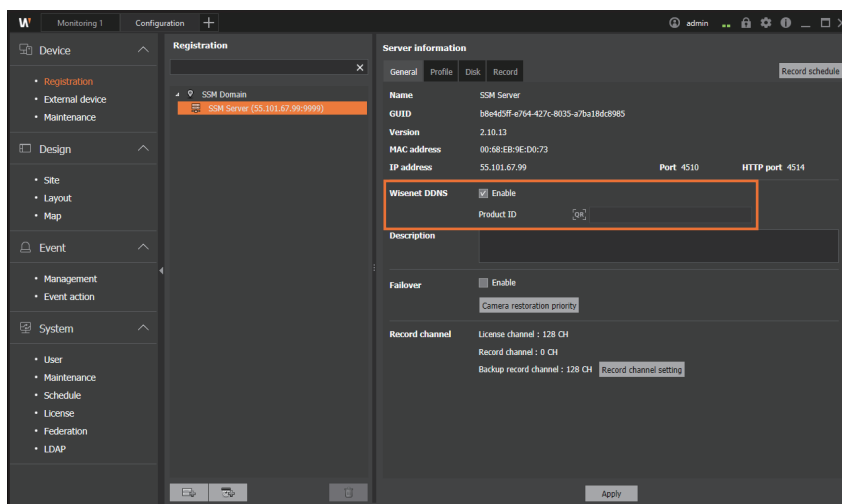 W Monitoring 1 Configuration + admin
Device
• Registration
• External device
• Maintenance
Design
• Site
• Layout
• Map
Event
• Management
• Event action
System
• User
• Maintenance
• Schedule
• License
• Federation
• LDAP
Registration
SSM Domain
SSM Server (55.101.67.99:9999)
Server information
General Profile Disk Record Record schedule
Name SSM Server
GUID b8e4d5ff-e764-427c-8035-a7ba18dc8985
Version 2.10.13
MAC address 00:68:EB:9E:D0:73
IP address 55.101.67.99 Port 4510 HTTP port 4514
Wisenet DDNS Enable
Product ID QR
Description
Failover Enable
Camera restoration priority
Record channel License channel : 128 CH
Record channel : 0 CH
Backup record channel : 128 CH Record channel setting
Apply